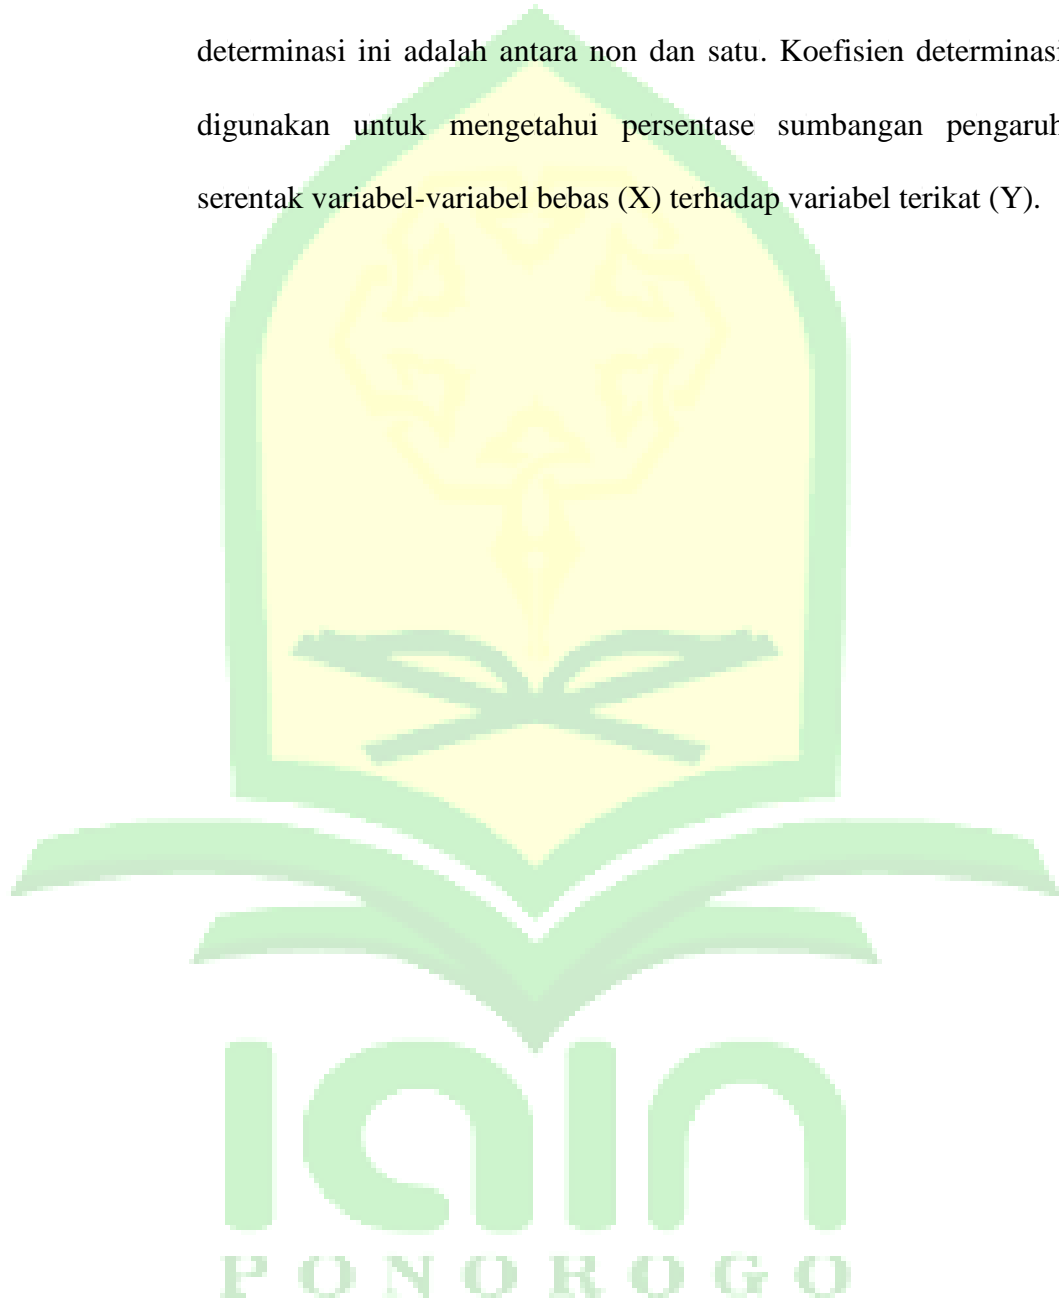 determinasi ini adalah antara non dan satu. Koefisien determinasi
digunakan untuk mengetahui persentase sumbangan pengaruh
serentak variabel-variabel bebas (X) terhadap variabel terikat (Y).
iain
PONOROGO